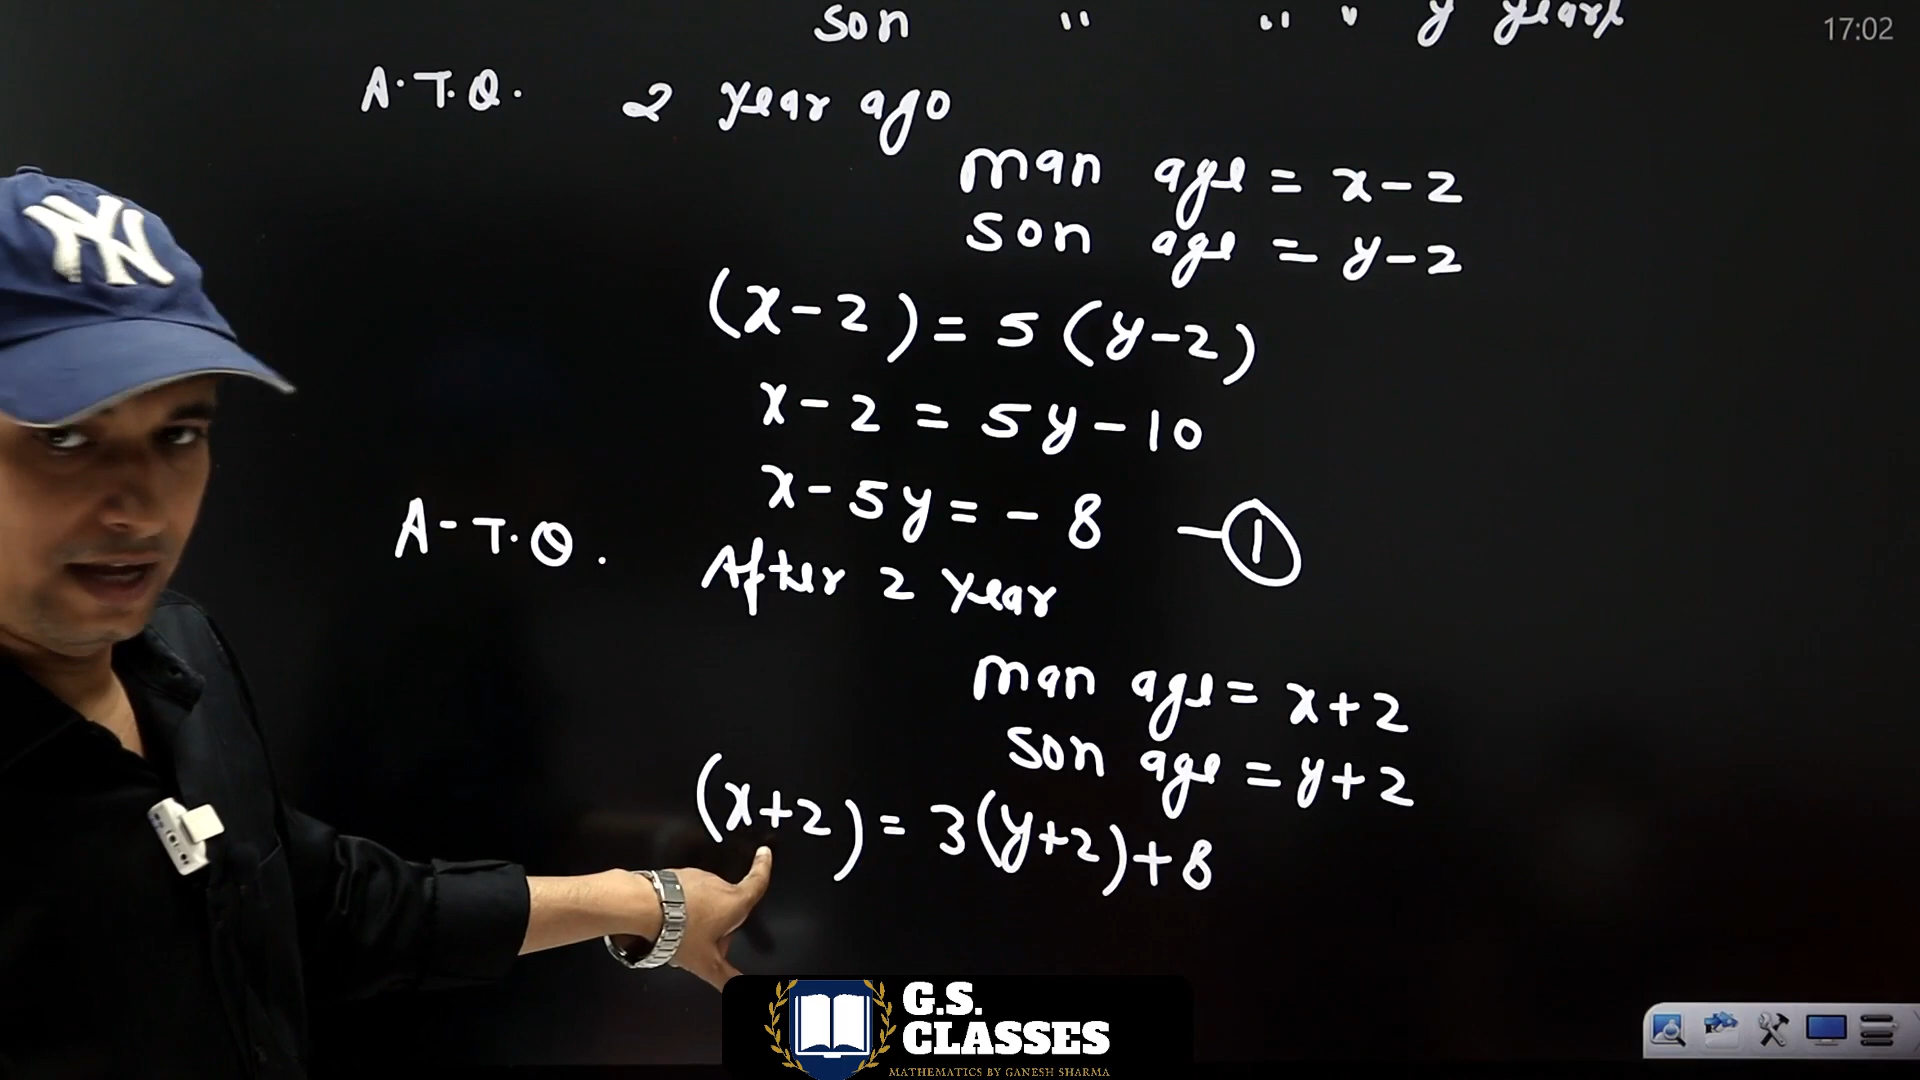 son " " " y years
17:02
A.T.Q. 2 year ago
man age = x-2
son age = y-2
(x-2) = 5(y-2)
x-2 = 5y-10
x-5y = -8 —①
A-T.Q. After 2 year
man age = x+2
son age = y+2
(x+2) = 3(y+2)+8
NY
G.S.
CLASSES
MATHEMATICS BY GANESH SHARMA